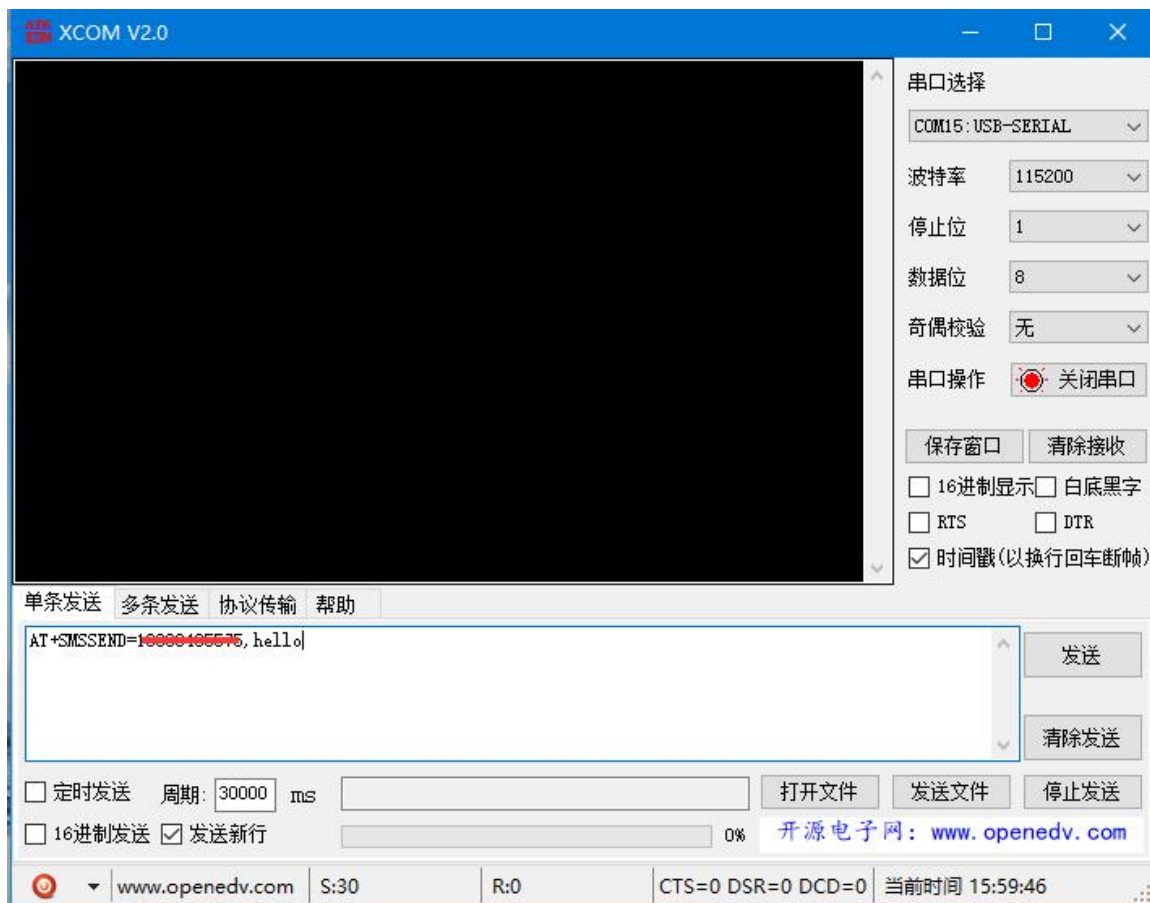 XCOM V2.0
串口选择
COM15:USB-SERIAL
波特率 115200
停止位 1
数据位 8
奇偶校验 无
串口操作 关闭串口
保存窗口 清除接收
16进制显示 白底黑字
RTS DTR
时间戳(以换行回车断帧)
单条发送 多条发送 协议传输 帮助
AT+SMSSEND= ,hello
发送
清除发送
定时发送 周期: 30000 ms 打开文件 发送文件 停止发送
16进制发送 发送新行 0% 开源电子网：www.openedv.com
www.openedv.com S:30 R:0 CTS=0 DSR=0 DCD=0 当前时间 15:59:46